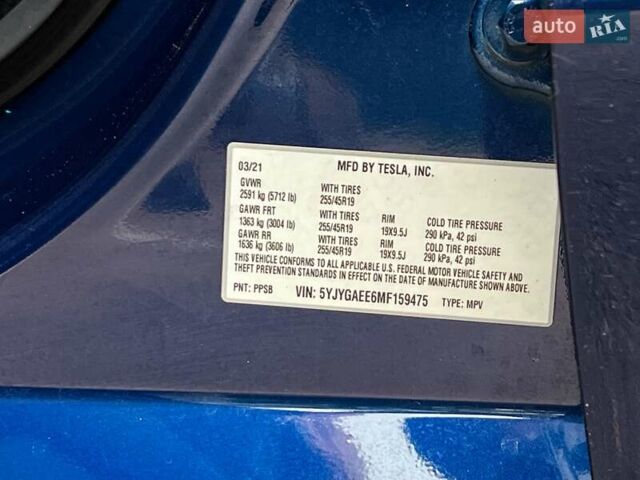 auto RIA.com
03/21 MFD BY TESLA, INC.
GVWR WITH TIRES
2591 kg (5712 lb) 255/45R19
GAWR FRT WITH TIRES RIM COLD TIRE PRESSURE
1363 kg (3004 lb) 255/45R19 19X9.5J 290 kPa, 42 psi
GAWR RR WITH TIRES RIM COLD TIRE PRESSURE
1636 kg (3606 lb) 255/45R19 19X9.5J 290 kPa, 42 psi
THIS VEHICLE CONFORMS TO ALL APPLICABLE U.S. FEDERAL MOTOR VEHICLE SAFETY AND
THEFT PREVENTION STANDARDS IN EFFECT ON THE DATE OF MANUFACTURE SHOWN ABOVE.
PNT: PPSB VIN: 5YJYGAEE6MF159475 TYPE: MPV